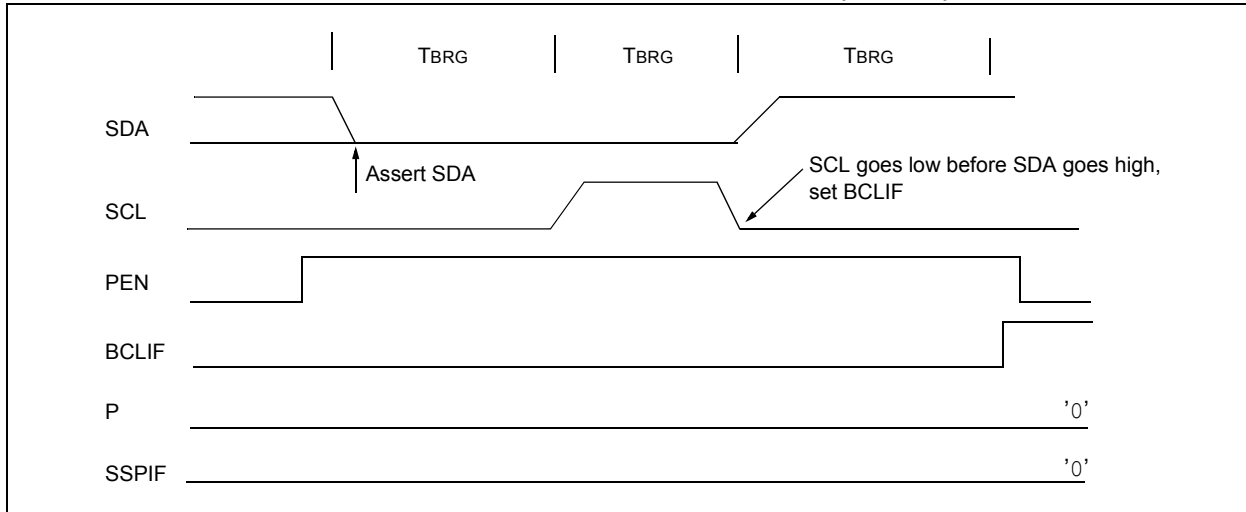 TBRG TBRG TBRG
SDA
Assert SDA
SCL goes low before SDA goes high,
set BCLIF
SCL
PEN
BCLIF
P
'0'
SSPIF
'0'